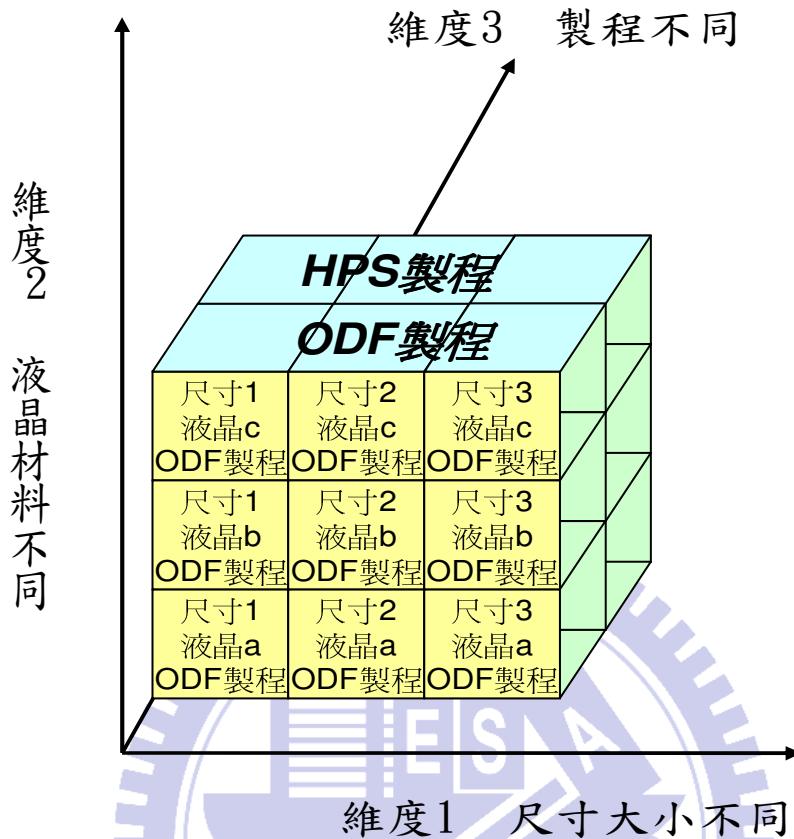 維度3 製程不同
維度2 液晶材料不同
HPS製程
ODF製程
尺寸1 尺寸2 尺寸3
液晶c 液晶c 液晶c
ODF製程 ODF製程 ODF製程
尺寸1 尺寸2 尺寸3
液晶b 液晶b 液晶b
ODF製程 ODF製程 ODF製程
尺寸1 尺寸2 尺寸3
液晶a 液晶a 液晶a
ODF製程 ODF製程 ODF製程
ESA
維度1 尺寸大小不同